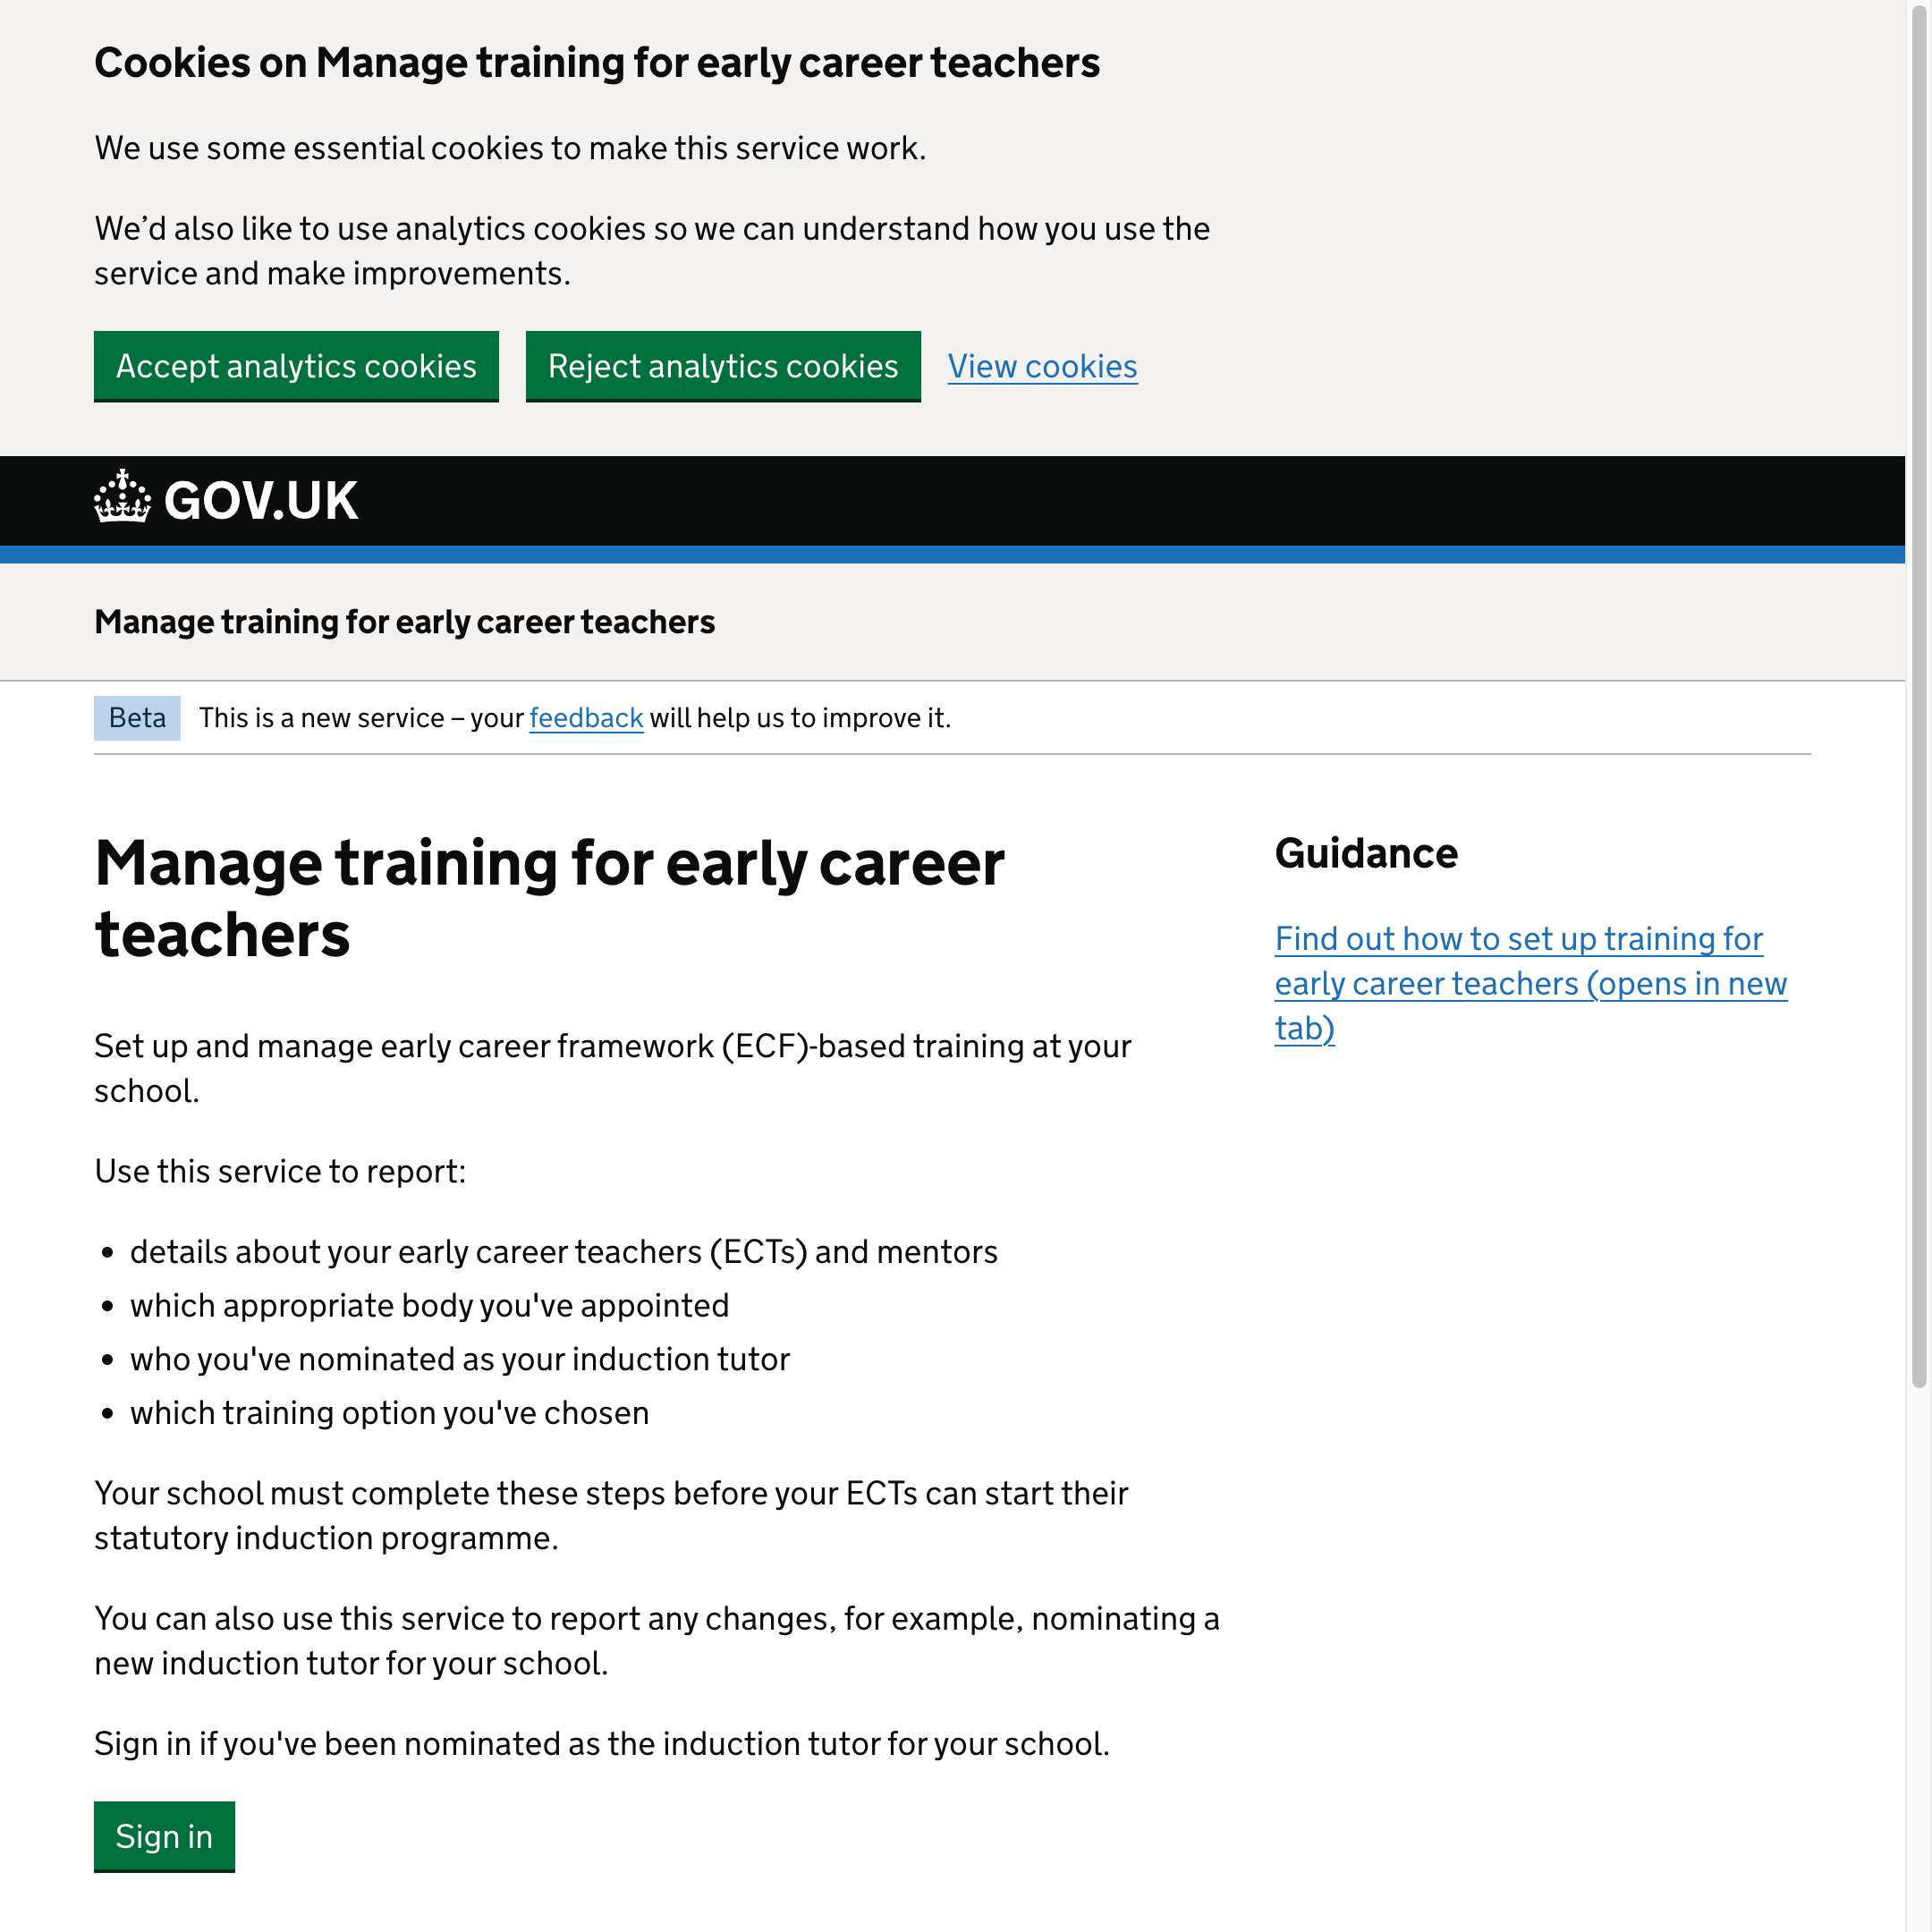 Cookies on Manage training for early career teachers
We use some essential cookies to make this service work.
We’d also like to use analytics cookies so we can understand how you use the
service and make improvements.
Accept analytics cookies
Reject analytics cookies
View cookies
GOV.UK
Manage training for early career teachers
Beta
This is a new service – your feedback will help us to improve it.
Manage training for early career
teachers
Set up and manage early career framework (ECF)-based training at your
school.
Use this service to report:
• details about your early career teachers (ECTs) and mentors
• which appropriate body you've appointed
• who you've nominated as your induction tutor
• which training option you've chosen
Your school must complete these steps before your ECTs can start their
statutory induction programme.
You can also use this service to report any changes, for example, nominating a
new induction tutor for your school.
Sign in if you've been nominated as the induction tutor for your school.
Sign in
Guidance
Find out how to set up training for
early career teachers (opens in new
tab)